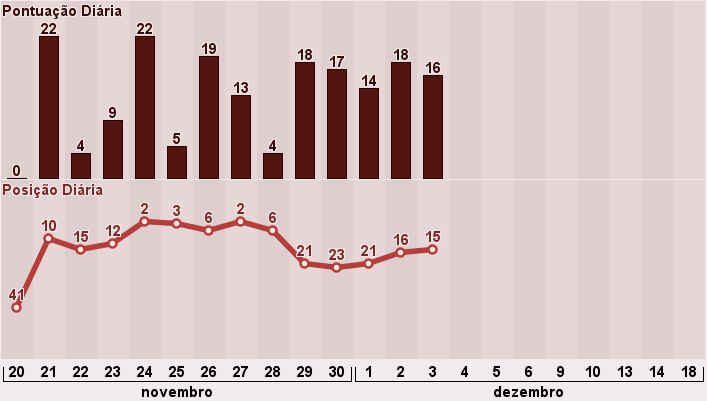 Pontuação Diária
0 22 4 9 22 5 19 13 4 18 17 14 18 16
Posição Diária
41 10 15 12 2 3 6 2 6 21 23 21 16 15
20 21 22 23 24 25 26 27 28 29 30 1 2 3 4 5 6 9 10 13 14 18
novembro dezembro